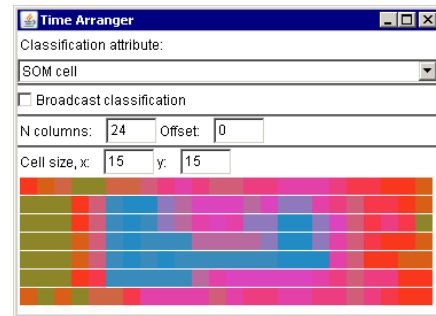 Time Arranger
Classification attribute:
SOM cell
Broadcast classification
N columns: 24 Offset: 0
Cell size, x: 15 y: 15